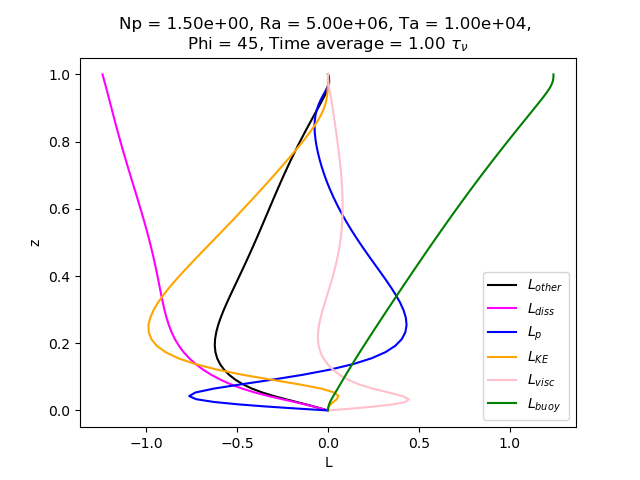 Np = 1.50e+00, Ra = 5.00e+06, Ta = 1.00e+04,
Phi = 45, Time average = 1.00 τ_ν
1.0
0.8
0.6
0.4
0.2
0.0
z
−1.0
−0.5
0.0
0.5
1.0
L
L_other
L_diss
L_p
L_KE
L_visc
L_buoy